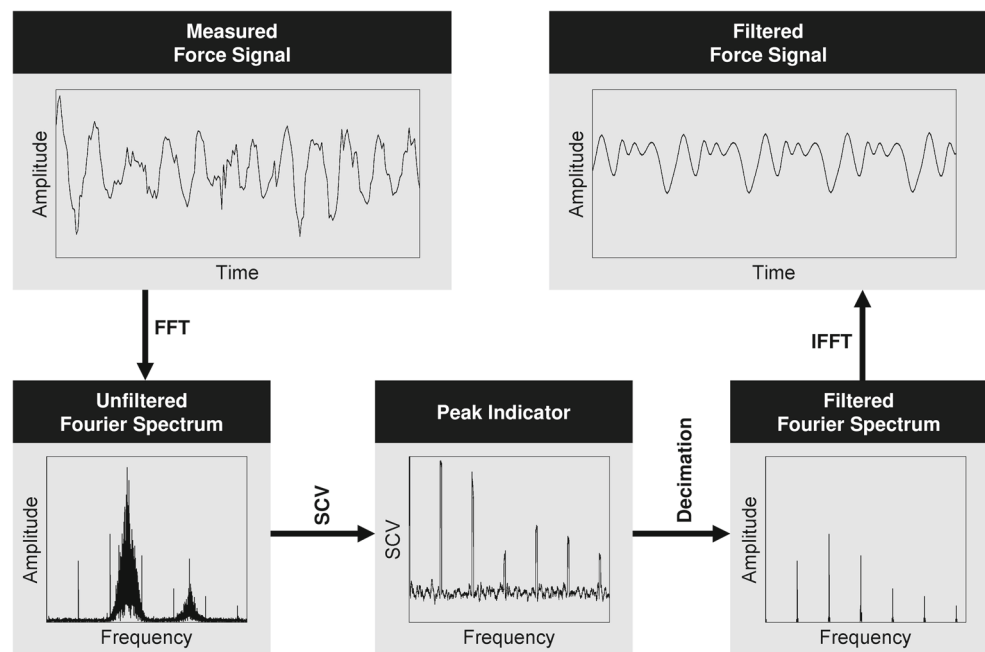 Measured
Force Signal
Amplitude
Time
Filtered
Force Signal
Amplitude
Time
FFT
IFFT
Unfiltered
Fourier Spectrum
Amplitude
Frequency
SCV
Peak Indicator
SCV
Frequency
Decimation
Filtered
Fourier Spectrum
Amplitude
Frequency